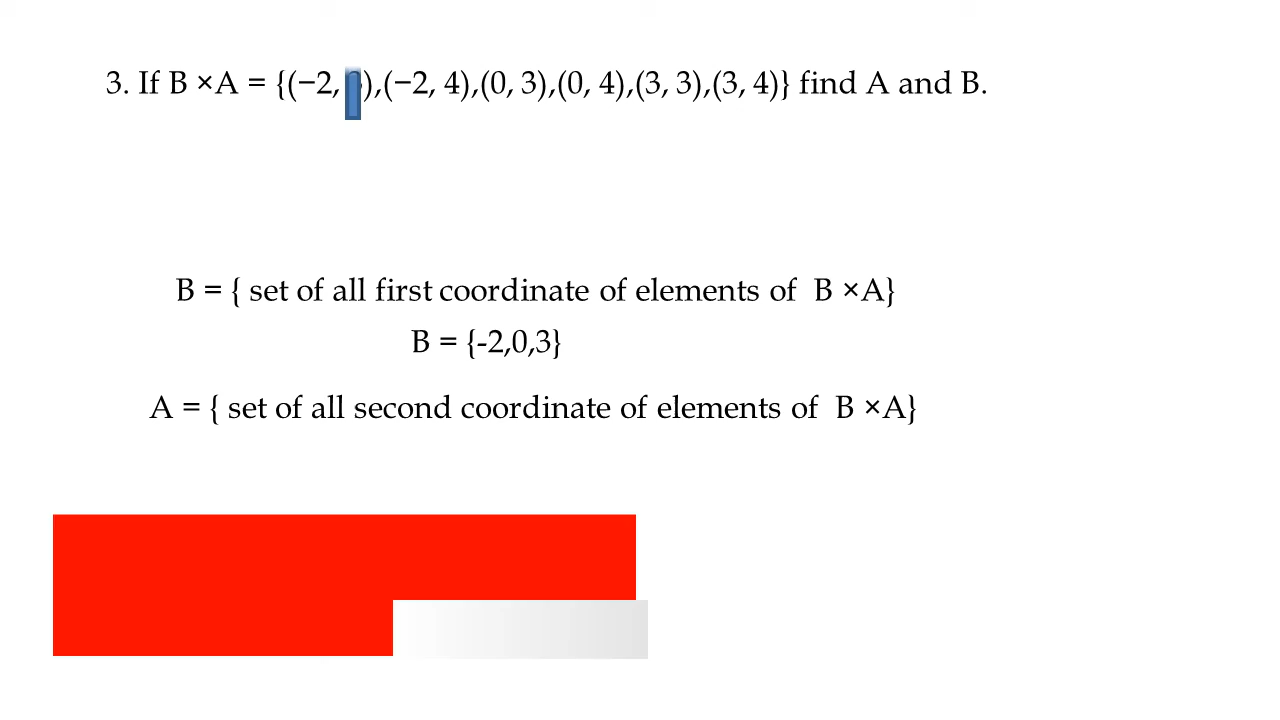 3. If B ×A = {(−2, ),(−2, 4),(0, 3),(0, 4),(3, 3),(3, 4)} find A and B.
B = { set of all first coordinate of elements of B ×A}
B = {-2,0,3}
A = { set of all second coordinate of elements of B ×A}